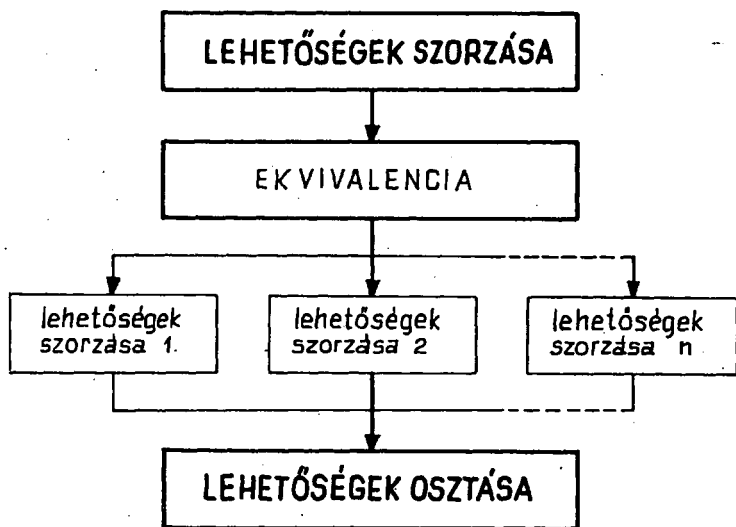 LEHETŐSÉGEK SZORZÁSA
EKVIVALENCIA
lehetőségek
szorzása 1.
lehetőségek
szorzása 2
lehetőségek
szorzása n
LEHETŐSÉGEK OSZTÁSA